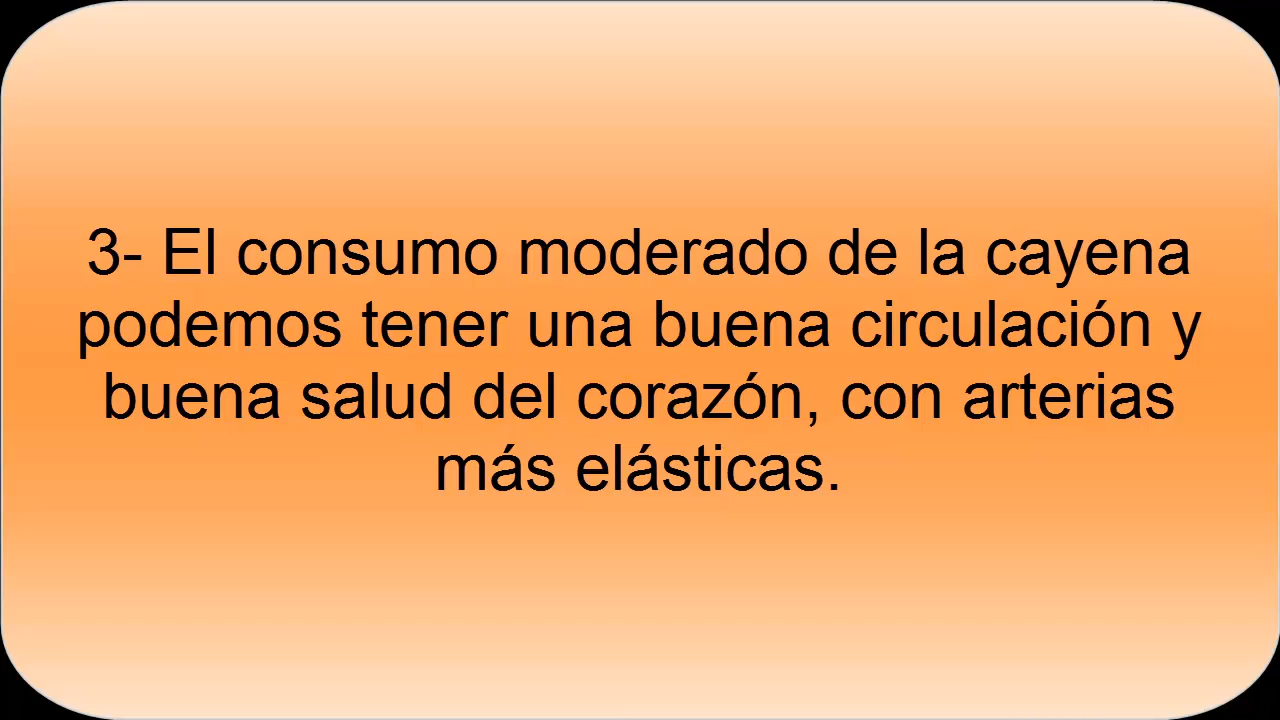 3- El consumo moderado de la cayena
podemos tener una buena circulación y
buena salud del corazón, con arterias
más elásticas.